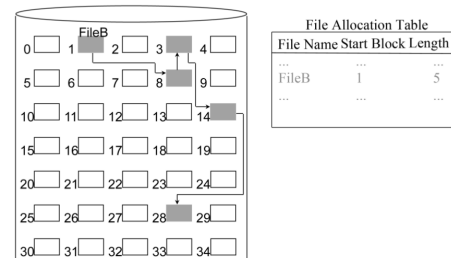 FileB
0 1 2 3 4
5 6 7 8 9
10 11 12 13 14
15 16 17 18 19
20 21 22 23 24
25 26 27 28 29
30 31 32 33 34
File Allocation Table
File Name Start Block Length
... ... ...
FileB 1 5
... ... ...